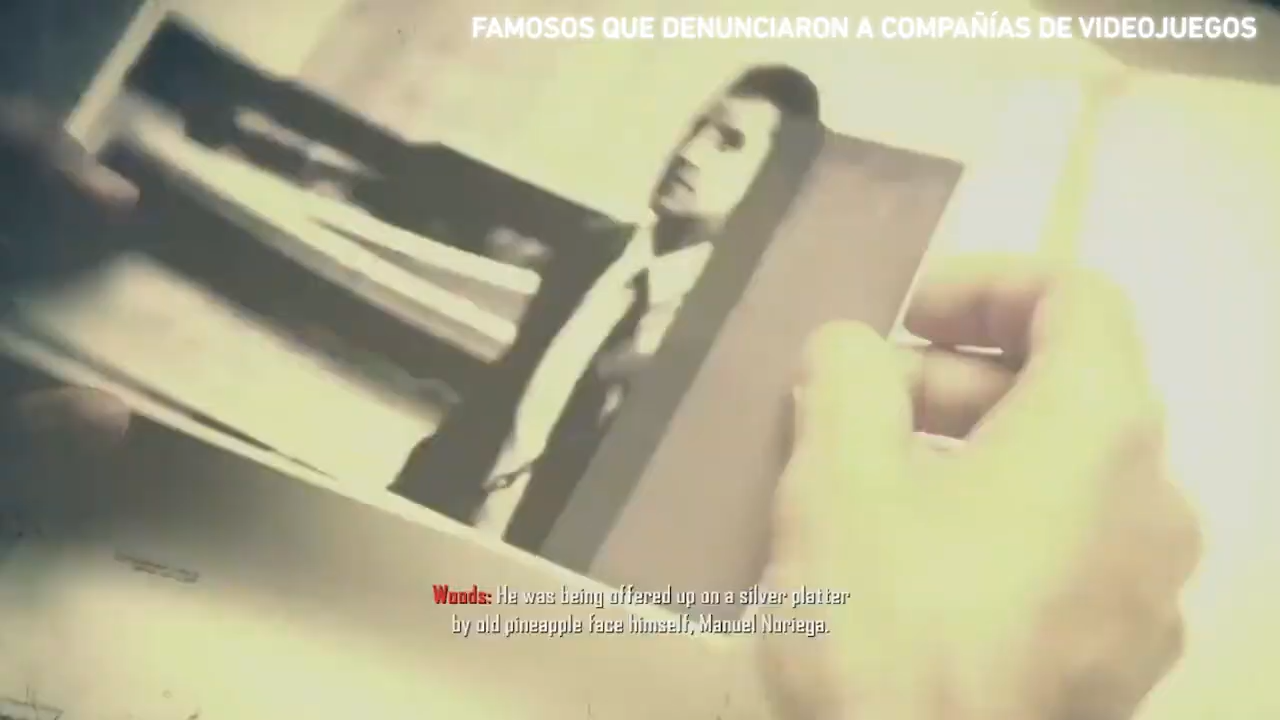 FAMOSOS QUE DENUNCIARON A COMPAÑÍAS DE VIDEOJUEGOS
Woods: He was being offered up on a silver platter
by old pineapple face himself, Manuel Noriega.